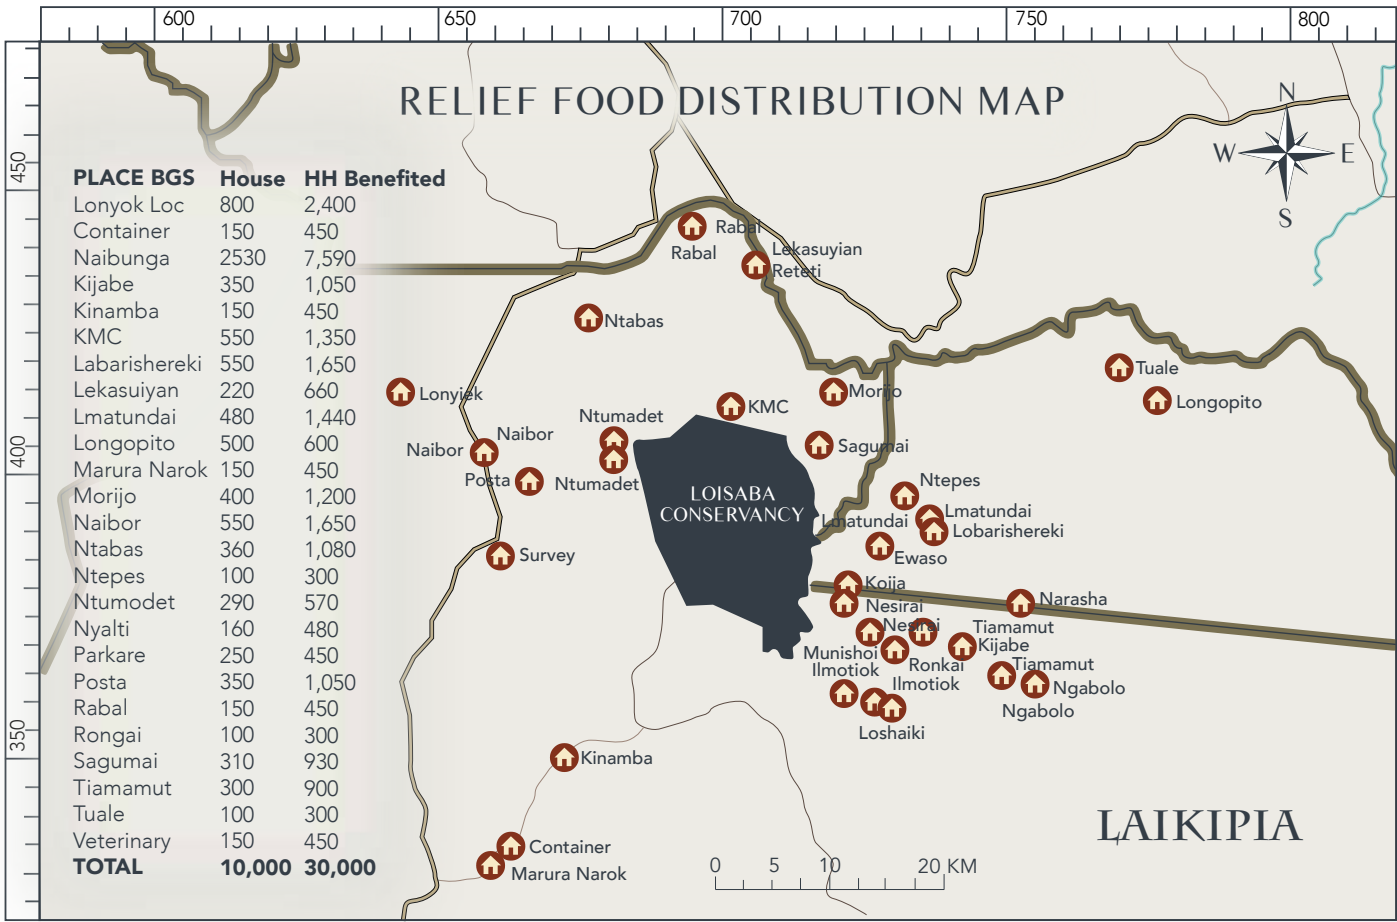 600 650 700 750 800
RELIEF FOOD DISTRIBUTION MAP
N
W E
S
450
400
350
PLACE BGS House HH Benefited
Lonyok Loc 800 2,400
Container 150 450
Naibunga 2530 7,590
Kijabe 350 1,050
Kinamba 150 450
KMC 550 1,350
Labarishereki 550 1,650
Lekasuiyan 220 660
Lmatundai 480 1,440
Longopito 500 600
Marura Narok 150 450
Morijo 400 1,200
Naibor 550 1,650
Ntabas 360 1,080
Ntepes 100 300
Ntumodet 290 570
Nyalti 160 480
Parkare 250 450
Posta 350 1,050
Rabal 150 450
Rongai 100 300
Sagumai 310 930
Tiamamut 300 900
Tuale 100 300
Veterinary 150 450
TOTAL 10,000 30,000
Rabal
Rabal
Lekasuyian
Reteti
Ntabas
Tuale
Lonyiek
Morijo
Longopito
KMC
Ntumadet
Naibor
Naibor
Sagumai
Posta
Ntumadet
Ntepes
LOISABA
CONSERVANCY
Lmatundai
Lmatundai
Lobarishereki
Survey
Ewaso
Koija
Narasha
Nesirai
Nesirai
Tiamamut
Kijabe
Munishoi
Ronkai
Tiamamut
Ilmotiok
Ilmotiok
Ngabolo
Ngabolo
Loshaiki
Kinamba
LAIKIPIA
Container
Marura Narok
0 5 10 20 KM